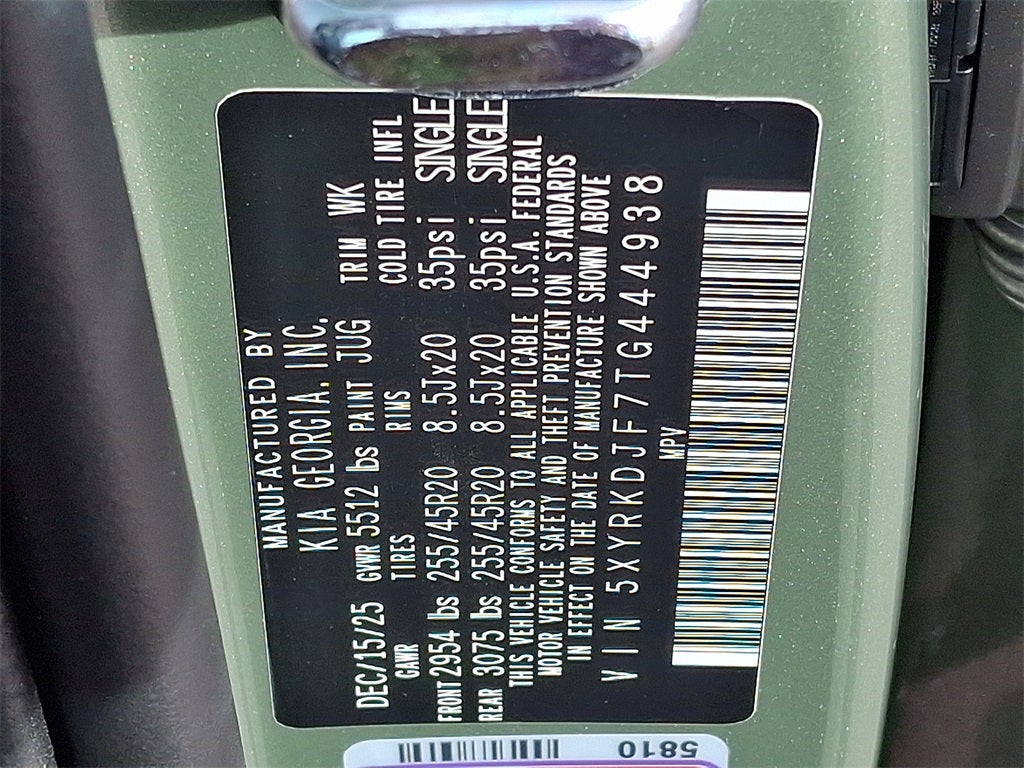 MANUFACTURED BY
KIA GEORGIA, INC.
DEC/15/25 GVWR 5512 lbs PAINT JUG TRIM WK
GAWR TIRES RIMS COLD TIRE INFL
FRONT 2954 lbs 255/45R20 8.5Jx20 35psi SINGLE
REAR 3075 lbs 255/45R20 8.5Jx20 35psi SINGLE
THIS VEHICLE CONFORMS TO ALL APPLICABLE U.S.A. FEDERAL
MOTOR VEHICLE SAFETY AND THEFT PREVENTION STANDARDS
IN EFFECT ON THE DATE OF MANUFACTURE SHOWN ABOVE
VIN 5XYRKDJF7TG444938
MPV
5810